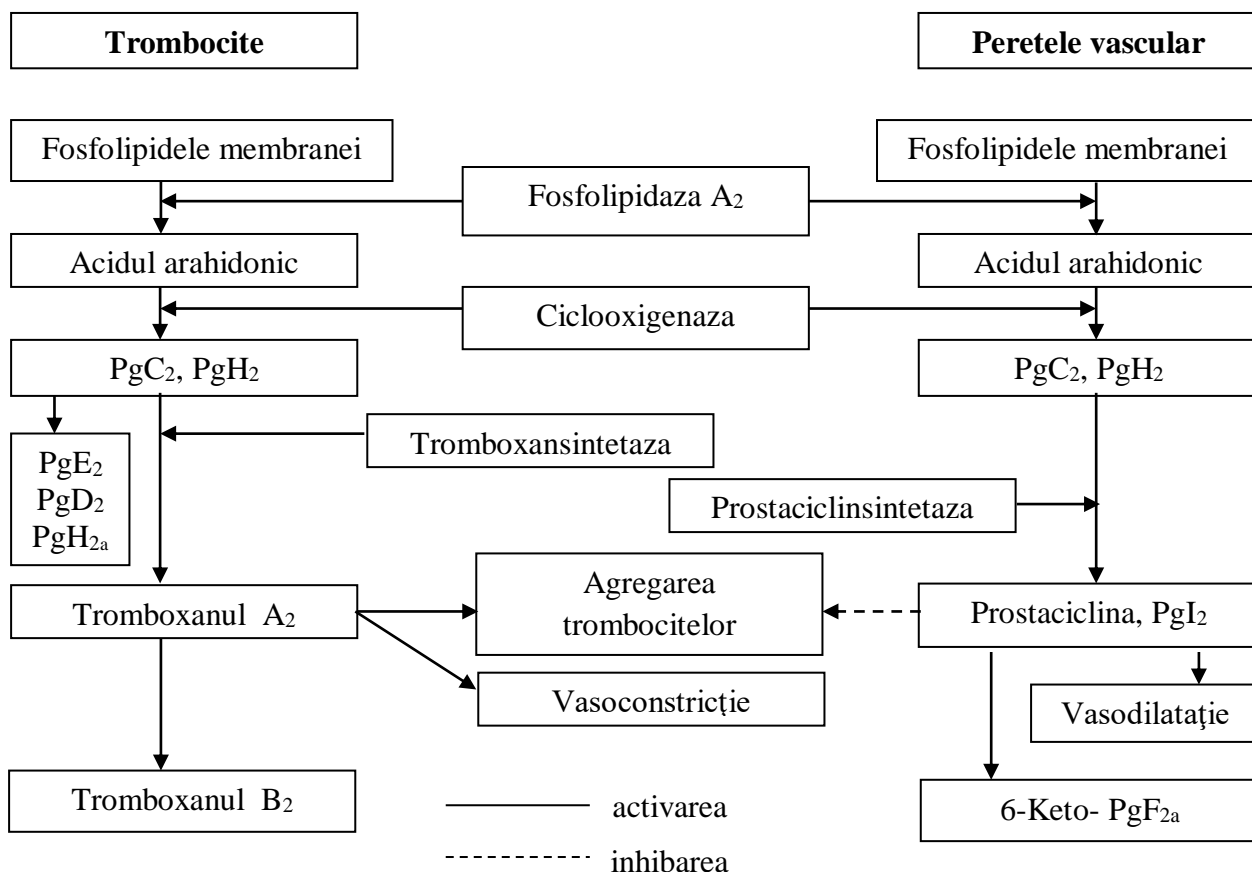 Trombocite
Peretele vascular
Fosfolipidele membranei
Fosfolipidele membranei
Fosfolipidaza A₂
Acidul arahidonic
Acidul arahidonic
Ciclooxigenaza
PgC₂, PgH₂
PgC₂, PgH₂
Tromboxansintetaza
PgE₂
PgD₂
PgH₂ₐ
Prostaciclinsintetaza
Tromboxanul A₂
Agregarea
trombocitelor
Prostaciclina, PgI₂
Vasoconstricţie
Vasodilataţie
Tromboxanul B₂
6-Keto- PgF₂ₐ
activarea
inhibarea